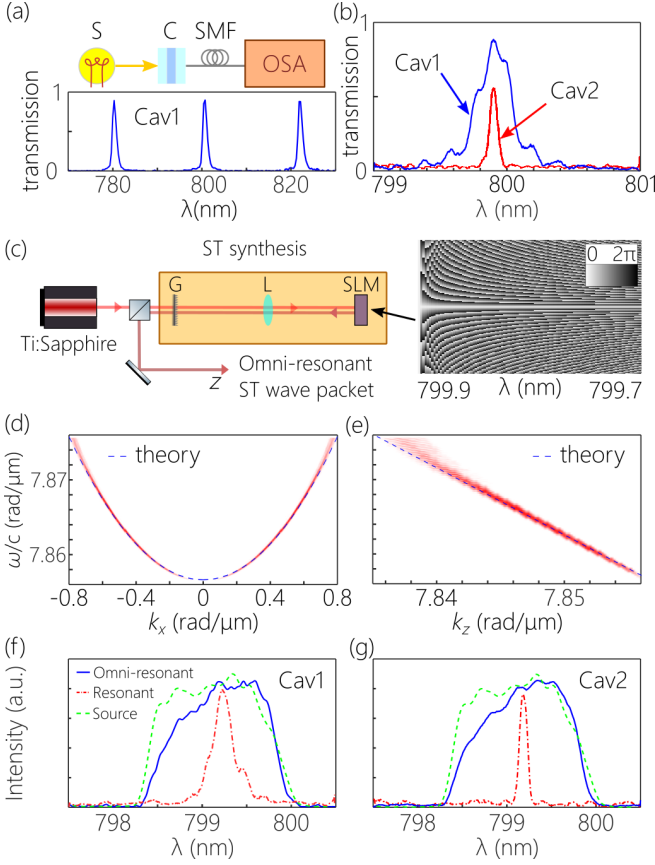 (a)
S
C
SMF
OSA
transmission
1
0
Cav1
780
800
820
λ(nm)
(b)
transmission
1
0
Cav1
Cav2
799
800
801
λ (nm)
(c)
ST synthesis
G
L
SLM
Ti:Sapphire
Z
Omni-resonant
ST wave packet
0 2π
799.9
λ (nm)
799.7
(d)
ω/c (rad/μm)
7.87
7.86
theory
-0.8
-0.4
0
0.4
0.8
kx (rad/μm)
(e)
theory
7.84
7.85
kz (rad/μm)
(f)
Intensity (a.u.)
Omni-resonant
Resonant
Source
Cav1
798
799
800
λ (nm)
(g)
Cav2
798
799
800
λ (nm)